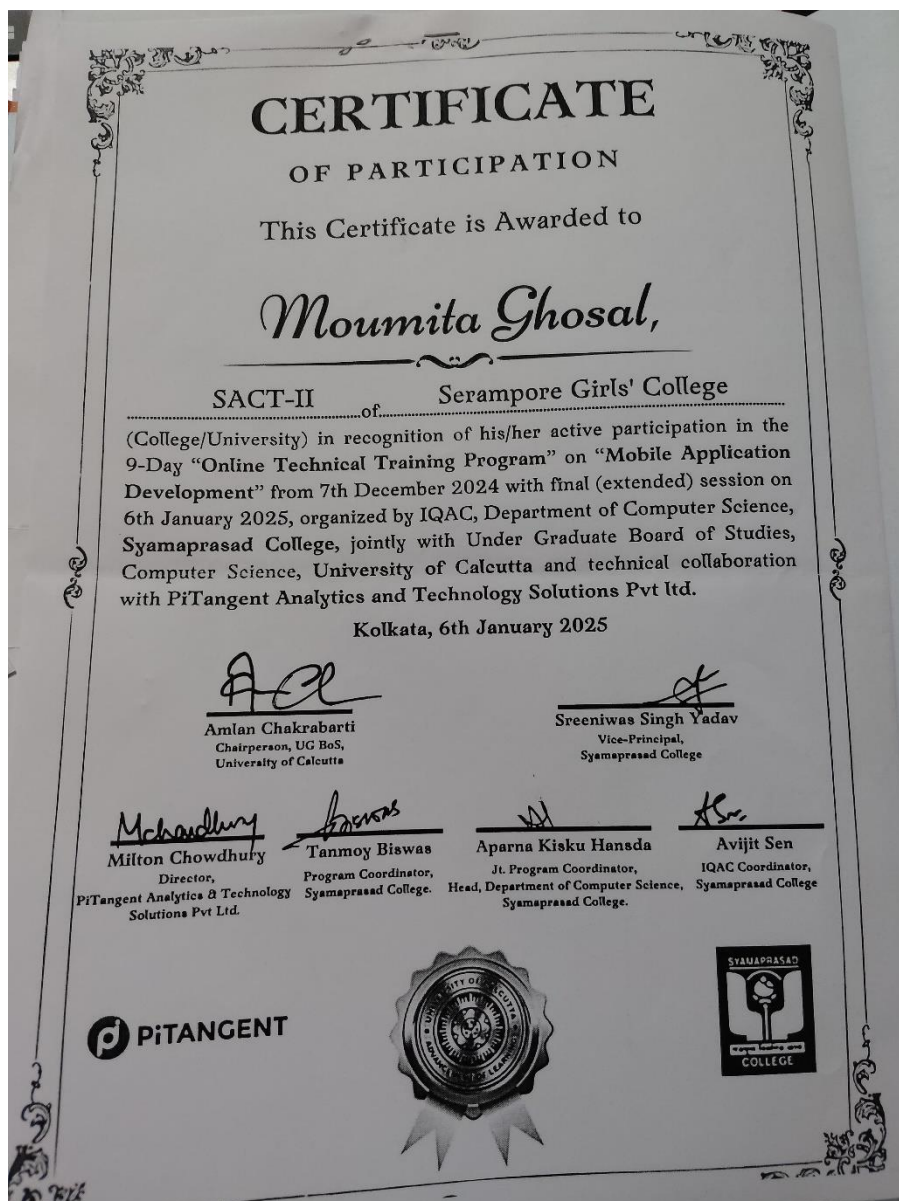 CERTIFICATE
OF PARTICIPATION
This Certificate is Awarded to
Moumita Ghosal,
SACT-II of Serampore Girls' College
(College/University) in recognition of his/her active participation in the
9-Day “Online Technical Training Program” on “Mobile Application
Development” from 7th December 2024 with final (extended) session on
6th January 2025, organized by IQAC, Department of Computer Science,
Syamaprasad College, jointly with Under Graduate Board of Studies,
Computer Science, University of Calcutta and technical collaboration
with PiTangent Analytics and Technology Solutions Pvt ltd.
Kolkata, 6th January 2025
Amlan Chakrabarti
Chairperson, UG BoS,
University of Calcutta
Sreeniwas Singh Yadav
Vice-Principal,
Syamaprasad College
Mchowdhury
Milton Chowdhury
Director,
PiTangent Analytics & Technology
Solutions Pvt Ltd.
Tanmoy Biswas
Program Coordinator,
Syamaprasad College.
Aparna Kisku Hansda
Jt. Program Coordinator,
Head, Department of Computer Science,
Syamaprasad College.
Avijit Sen
IQAC Coordinator,
Syamaprasad College
PiTANGENT
UNIVERSITY OF CALCUTTA
ADVANCEMENT OF LEARNING
SYAMAPRASAD
COLLEGE